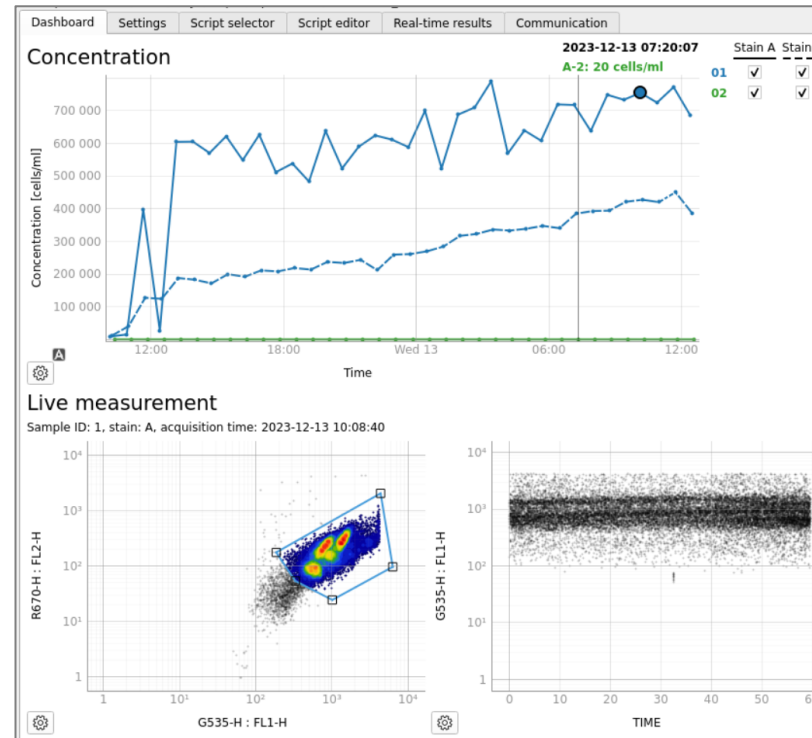 Dashboard Settings Script selector Script editor Real-time results Communication
Concentration
2023-12-13 07:20:07
A-2: 20 cells/ml
Stain A Stain
01
02
Concentration [cells/ml]
700 000
600 000
500 000
400 000
300 000
200 000
100 000
12:00 18:00 Wed 13 06:00 12:00
A
Time
Live measurement
Sample ID: 1, stain: A, acquisition time: 2023-12-13 10:08:40
R670-H : FL2-H
10⁴
10³
10²
10¹
1
1 10¹ 10² 10³ 10⁴
G535-H : FL1-H
G535-H : FL1-H
10⁴
10³
10²
10¹
1
0 10 20 30 40 50 6
TIME